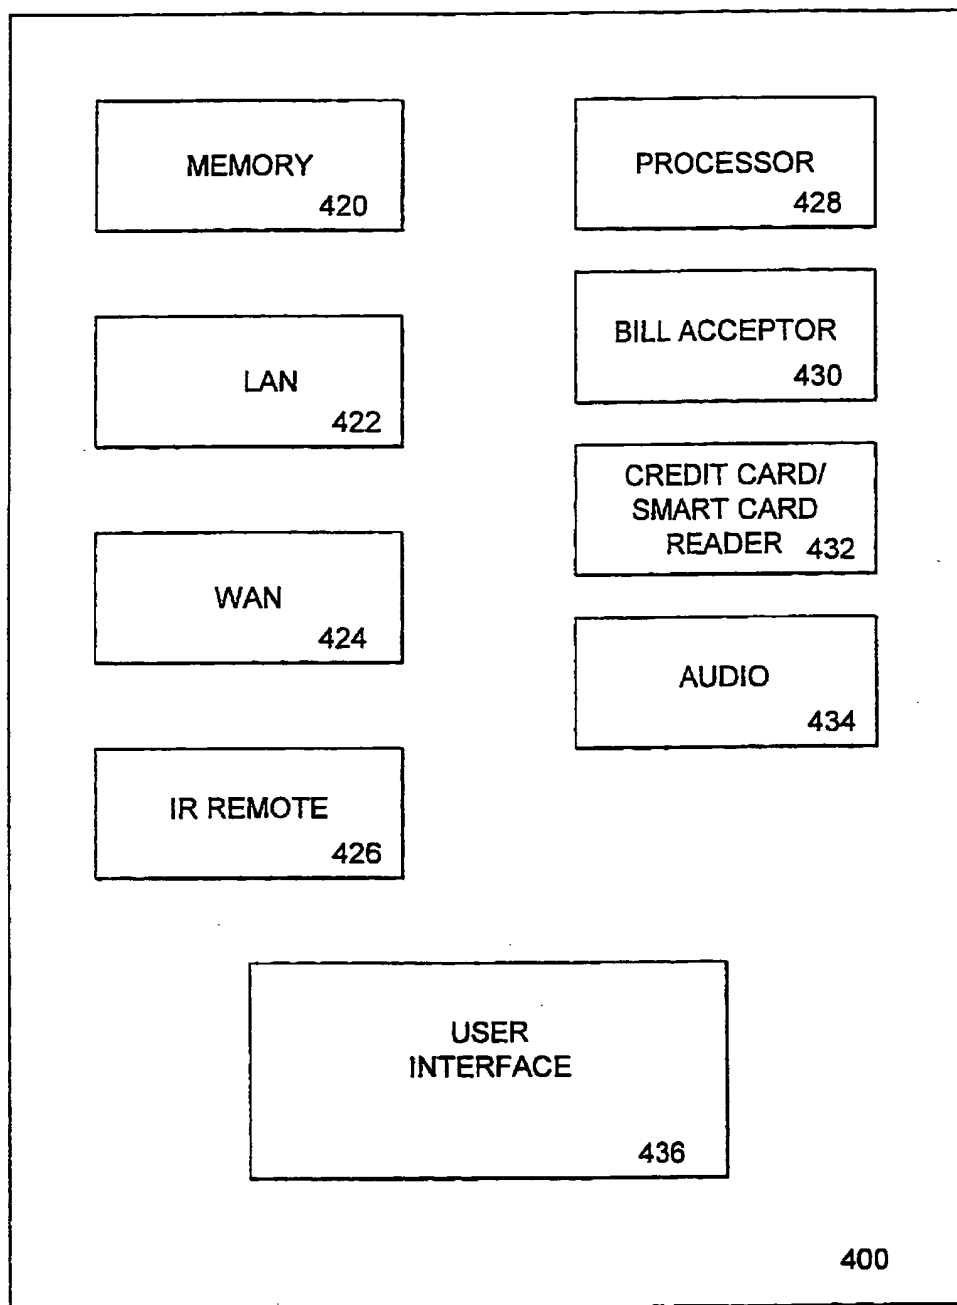 MEMORY
420
PROCESSOR
428
LAN
422
BILL ACCEPTOR
430
CREDIT CARD/
SMART CARD
READER 432
WAN
424
AUDIO
434
IR REMOTE
426
USER
INTERFACE
436
400